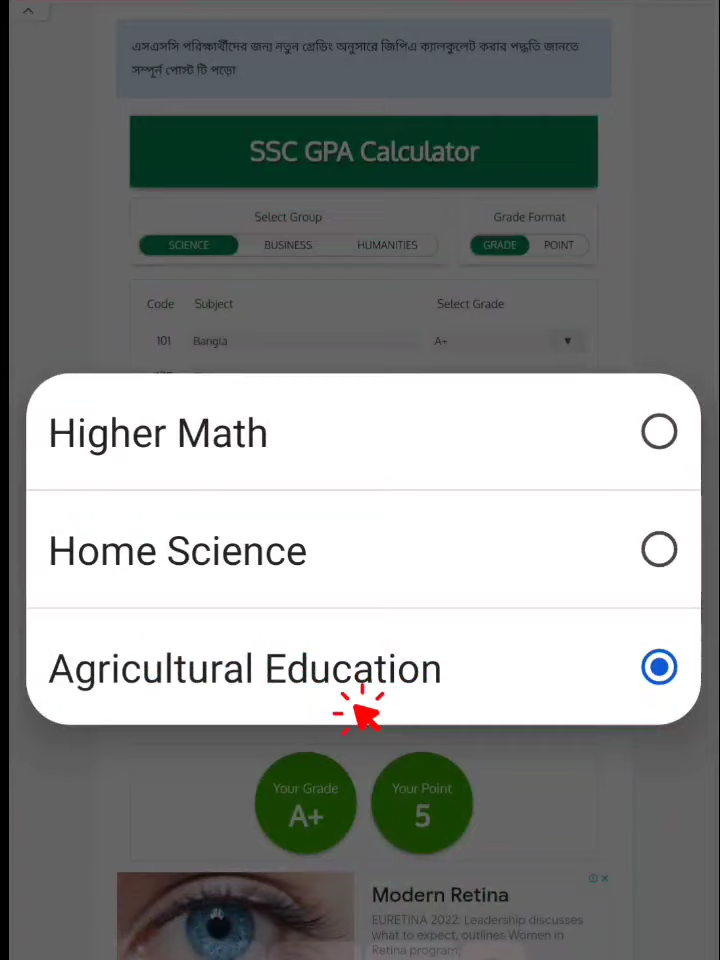 এসএসসি পরিক্ষার্থীদের জন্য নতুন গ্রেডিং অনুসারে জিপিএ ক্যালকুলেট করার পদ্ধতি জানতে
সম্পূর্ন পোস্ট টি পড়ো
SSC GPA Calculator
Select Group
Grade Format
SCIENCE BUSINESS HUMANITIES
GRADE POINT
Code Subject Select Grade
101 Bangla A+
Higher Math
Home Science
Agricultural Education
Your Grade
A+
Your Point
5
Modern Retina
EURETINA 2022: Leadership discusses
what to expect, outlines Women in
Retina program